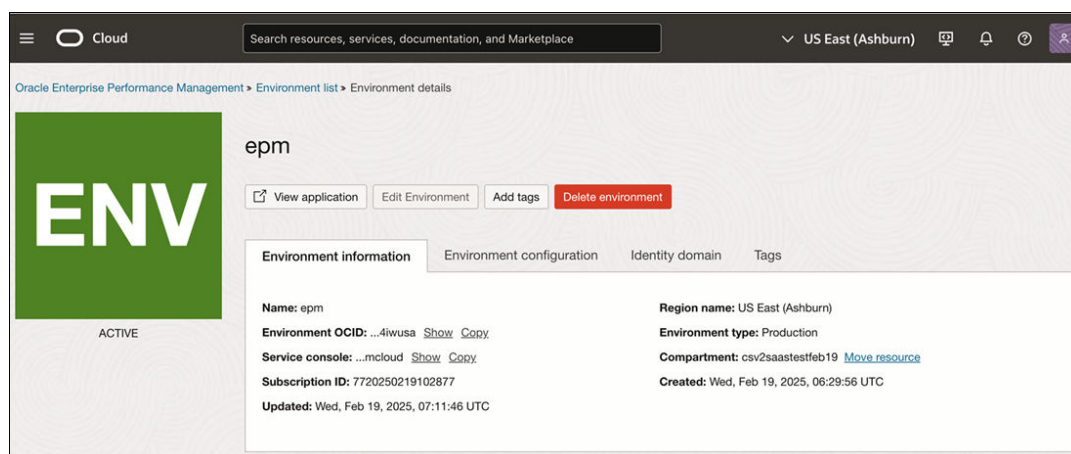 Cloud
Search resources, services, documentation, and Marketplace
US East (Ashburn)
Oracle Enterprise Performance Management » Environment list » Environment details
ENV
ACTIVE
epm
View application Edit Environment Add tags Delete environment
Environment information Environment configuration Identity domain Tags
Name: epm
Environment OCID: ...4iwusa Show Copy
Service console: ...mcloud Show Copy
Subscription ID: 7720250219102877
Updated: Wed, Feb 19, 2025, 07:11:46 UTC
Region name: US East (Ashburn)
Environment type: Production
Compartment: csv2saastestfeb19 Move resource
Created: Wed, Feb 19, 2025, 06:29:56 UTC